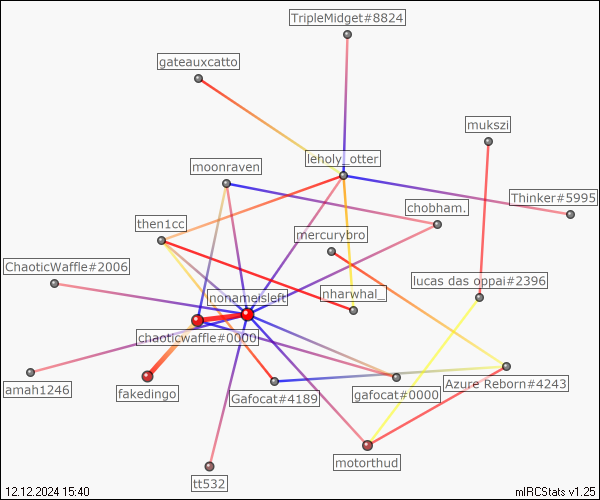 TripleMidget#8824
gateauxcatto
mukszi
leholy_otter
moonraven
Thinker#5995
chobham.
then1cc
mercurybro
ChaoticWaffle#2006
lucas das oppai#2396
nharwhal_
nonameisleft
chaoticwaffle#0000
amah1246
fakedingo
Gafocat#4189
gafocat#0000
Azure Reborn#4243
motorthud
tt532
12.12.2024 15:40
mIRCStats v1.25